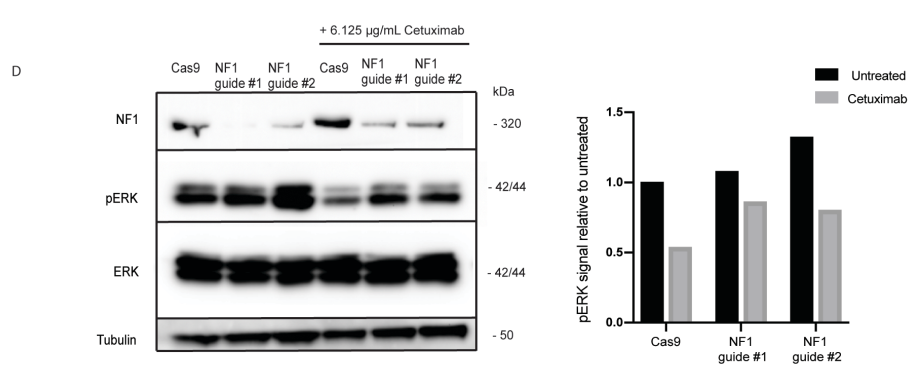 + 6.125 µg/mL Cetuximab
D
Cas9 NF1 NF1 Cas9 NF1 NF1
guide #1 guide #2 guide #1 guide #2
kDa
NF1
- 320
pERK
- 42/44
ERK
- 42/44
Tubulin
- 50
Untreated
Cetuximab
pERK signal relative to untreated
1.5
1.0
0.5
0.0
Cas9 NF1 NF1
guide #1 guide #2